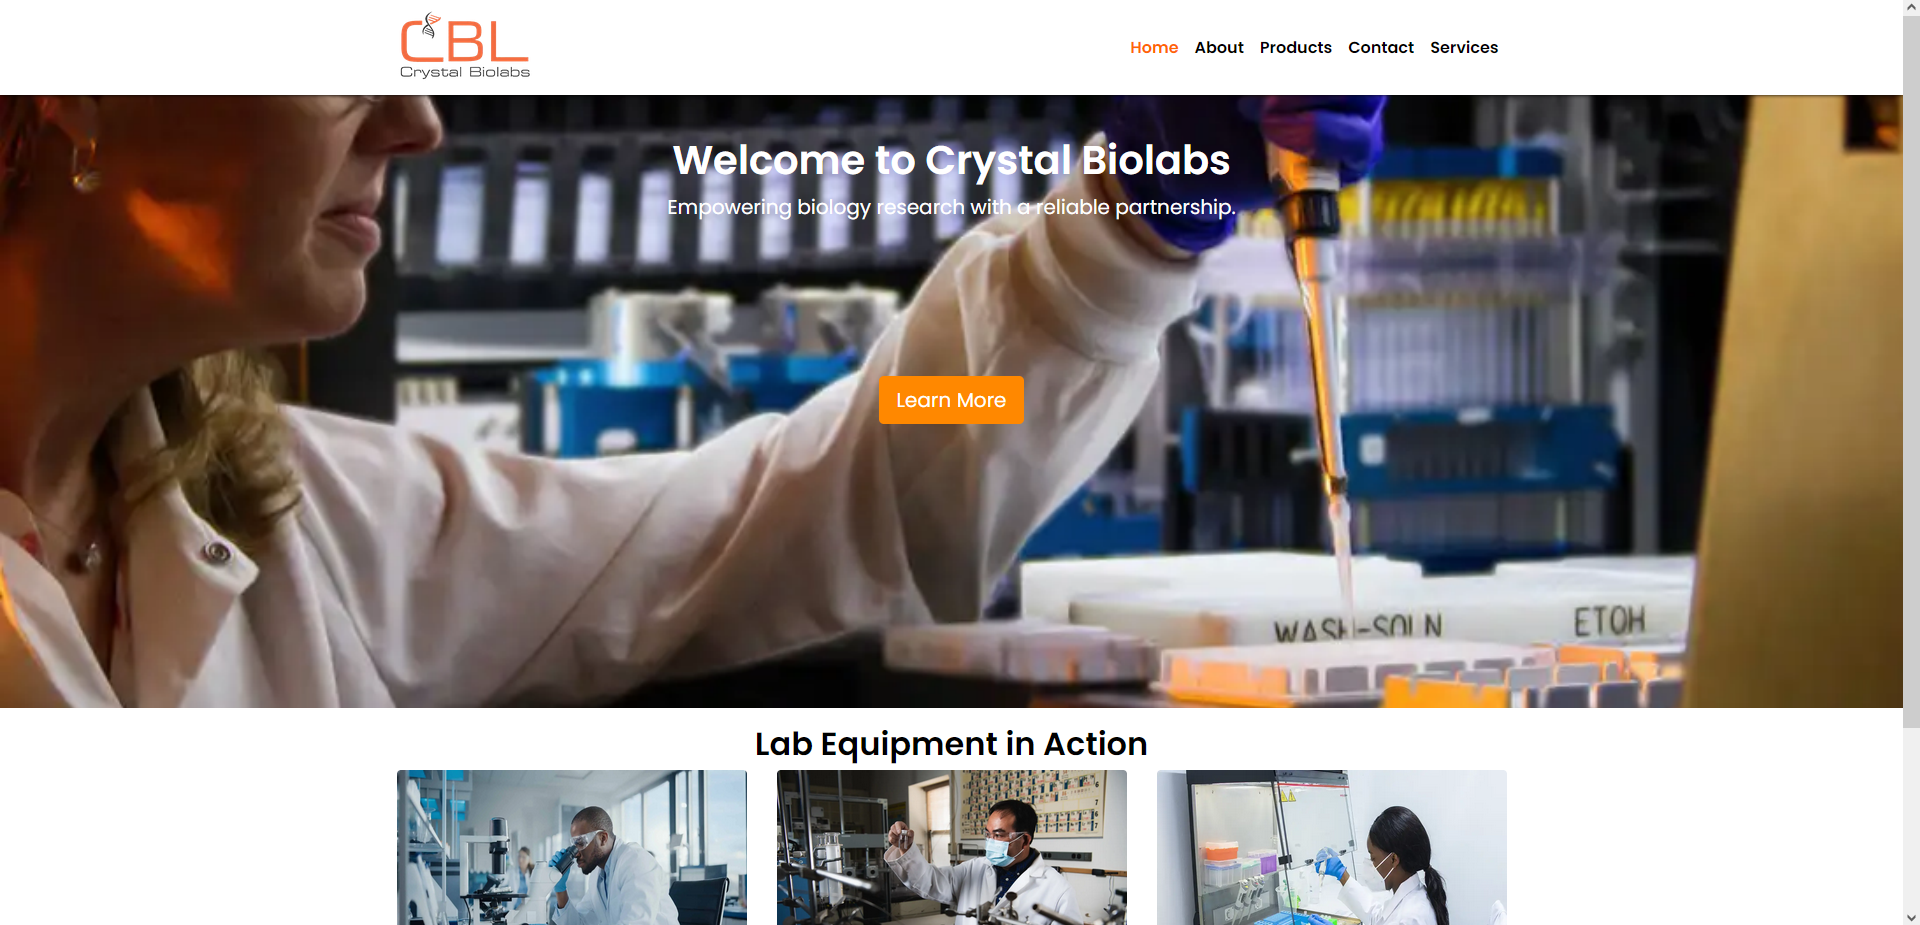 CBL
Crystal Biolabs
Home About Products Contact Services
Welcome to Crystal Biolabs
Empowering biology research with a reliable partnership.
Learn More
WASH-SOLN ETOH
Lab Equipment in Action